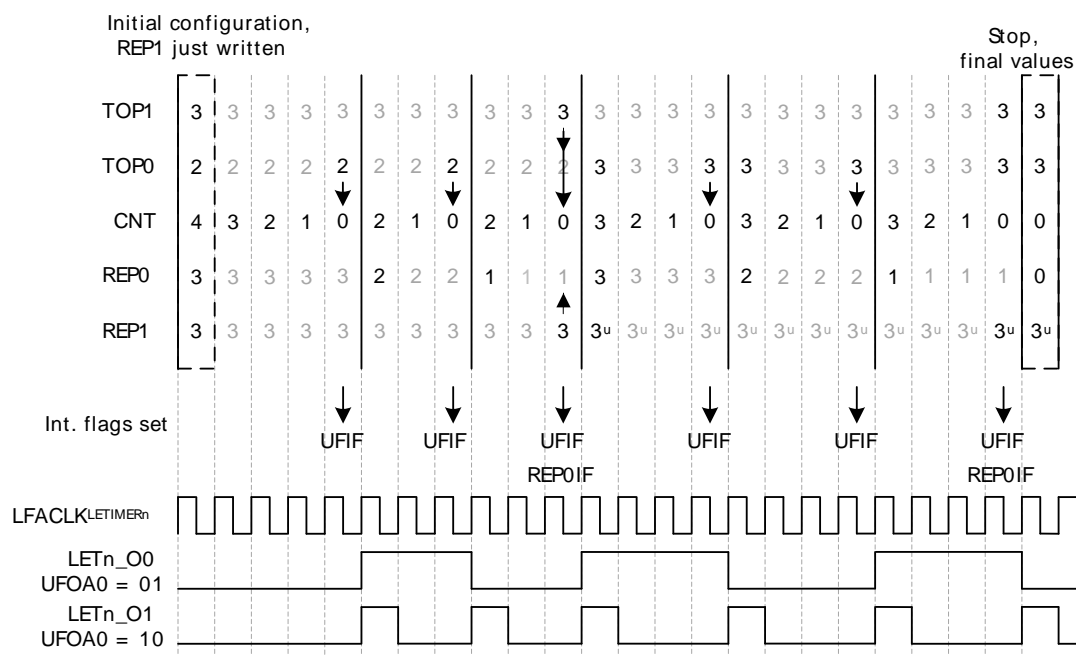 Initial configuration,
REP1 just written
Stop,
final values
TOP1 3 3 3 3 3 3 3 3 3 3 3 3 3 3 3 3 3 3 3 3 3 3 3 3
TOP0 2 2 2 2 2 2 2 2 2 2 2 3 3 3 3 3 3 3 3 3 3 3 3 3
CNT 4 3 2 1 0 2 1 0 2 1 0 3 2 1 0 3 2 1 0 3 2 1 0 0
REP0 3 3 3 3 3 2 2 2 1 1 1 3 3 3 3 2 2 2 2 1 1 1 1 0
REP1 3 3 3 3 3 3 3 3 3 3 3 3u 3u 3u 3u 3u 3u 3u 3u 3u 3u 3u 3u 3u
Int. flags set
UFIF UFIF UFIF UFIF UFIF UFIF
REP0IF REP0IF
LFACLKLETIMERn
LETn_O0
UFOA0 = 01
LETn_O1
UFOA0 = 10